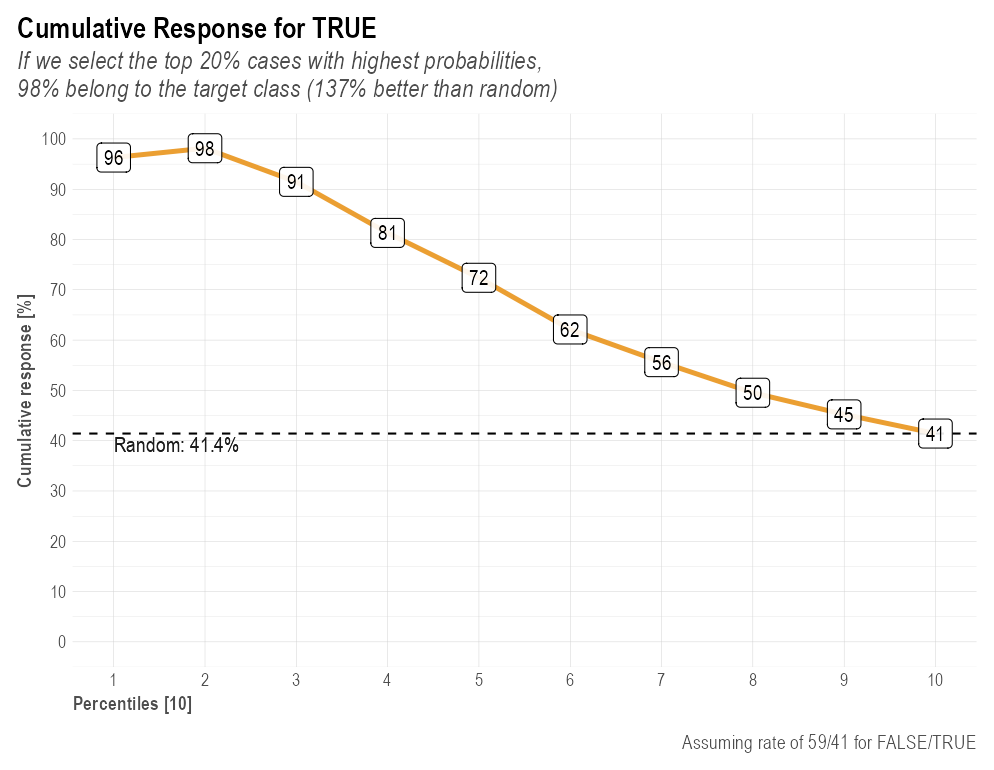 Cumulative Response for TRUE
If we select the top 20% cases with highest probabilities,
98% belong to the target class (137% better than random)
Cumulative response [%]
100
90
80
70
60
50
40
30
20
10
0
96
98
91
81
72
62
56
50
45
41
Random: 41.4%
1 2 3 4 5 6 7 8 9 10
Percentiles [10]
Assuming rate of 59/41 for FALSE/TRUE